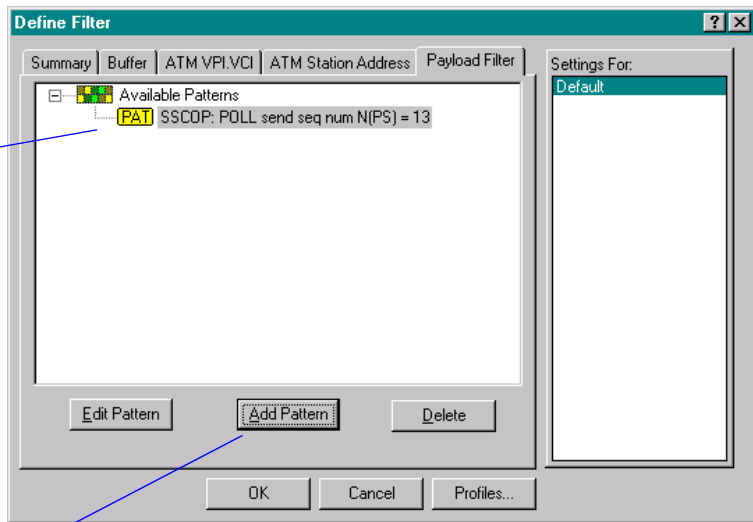 Define Filter
Summary Buffer ATM VPI.VCI ATM Station Address Payload Filter
Settings For:
Default
Available Patterns
PAT SSCOP: POLL send seq num N(PS) = 13
Edit Pattern Add Pattern Delete
OK Cancel Profiles...